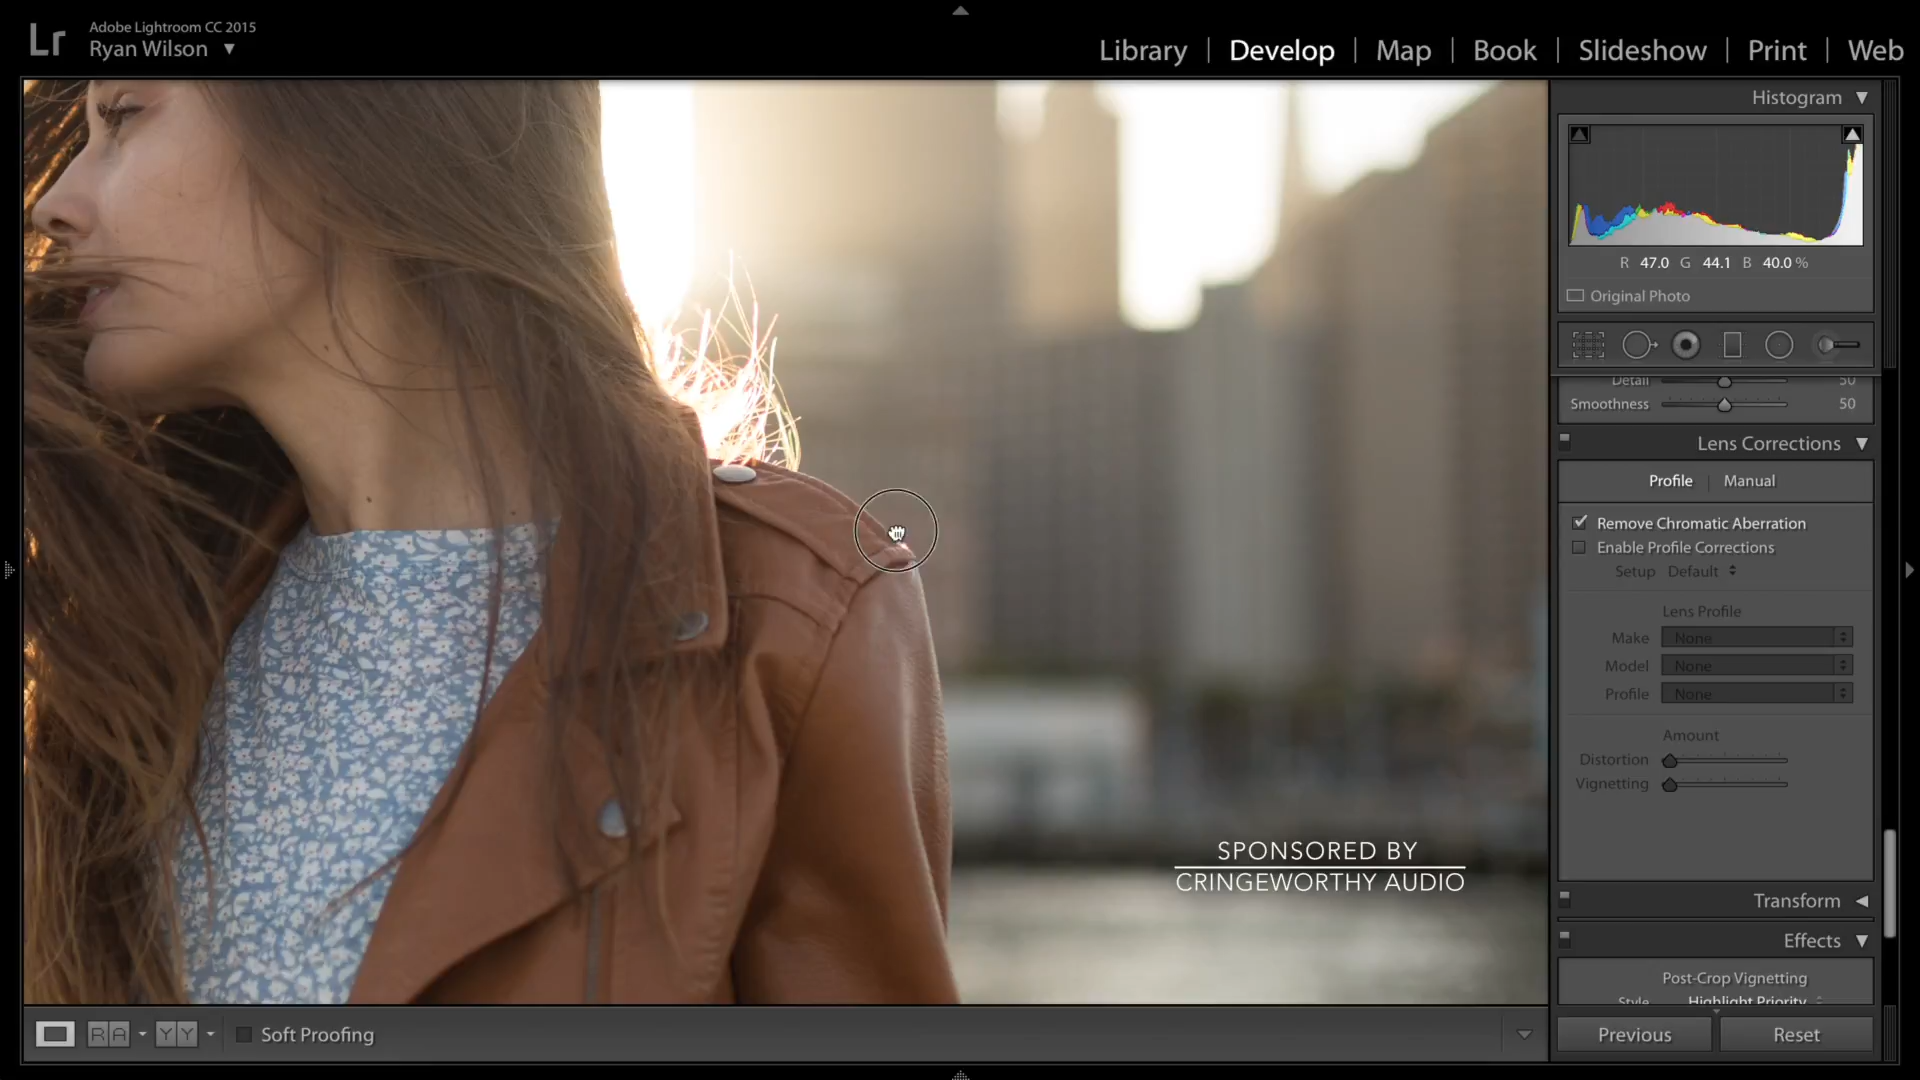 Lr
Adobe Lightroom CC 2015
Ryan Wilson
Library | Develop | Map | Book | Slideshow | Print | Web
Histogram
R 47.0 G 44.1 B 40.0 %
Original Photo
Detail 50
Smoothness 50
Lens Corrections
Profile | Manual
Remove Chromatic Aberration
Enable Profile Corrections
Setup Default
Lens Profile
Make None
Model None
Profile None
Amount
Distortion
Vignetting
SPONSORED BY
CRINGEWORTHY AUDIO
Transform
Effects
Post-Crop Vignetting
Style Highlight Priority
R A Y Y Soft Proofing
Previous Reset